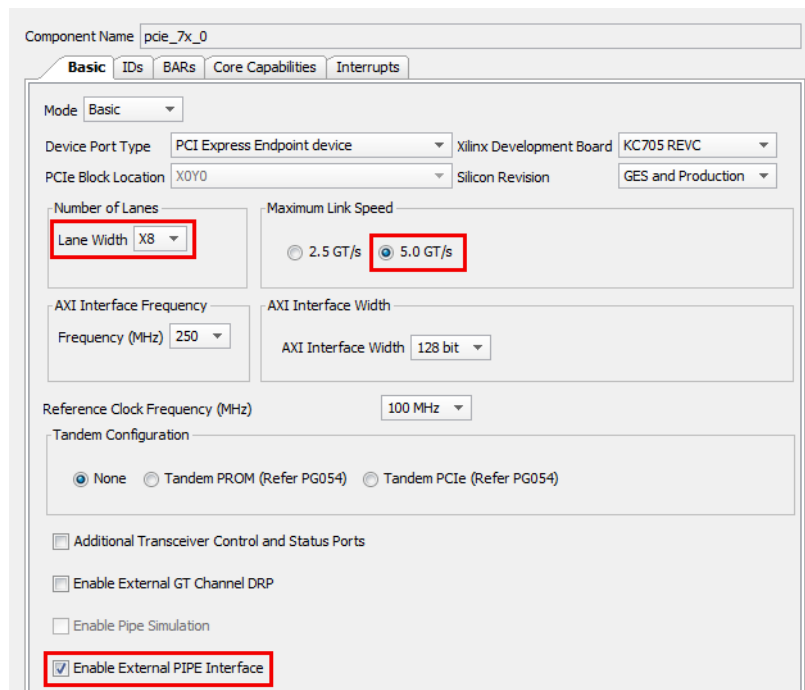 Component Name pcie_7x_0
Basic IDs BARs Core Capabilities Interrupts
Mode Basic
Device Port Type PCI Express Endpoint device Xilinx Development Board KC705 REVC
PCIe Block Location X0Y0 Silicon Revision GES and Production
Number of Lanes Maximum Link Speed
Lane Width X8 2.5 GT/s 5.0 GT/s
AXI Interface Frequency AXI Interface Width
Frequency (MHz) 250 AXI Interface Width 128 bit
Reference Clock Frequency (MHz) 100 MHz
Tandem Configuration
None Tandem PROM (Refer PG054) Tandem PCIe (Refer PG054)
Additional Transceiver Control and Status Ports
Enable External GT Channel DRP
Enable Pipe Simulation
Enable External PIPE Interface